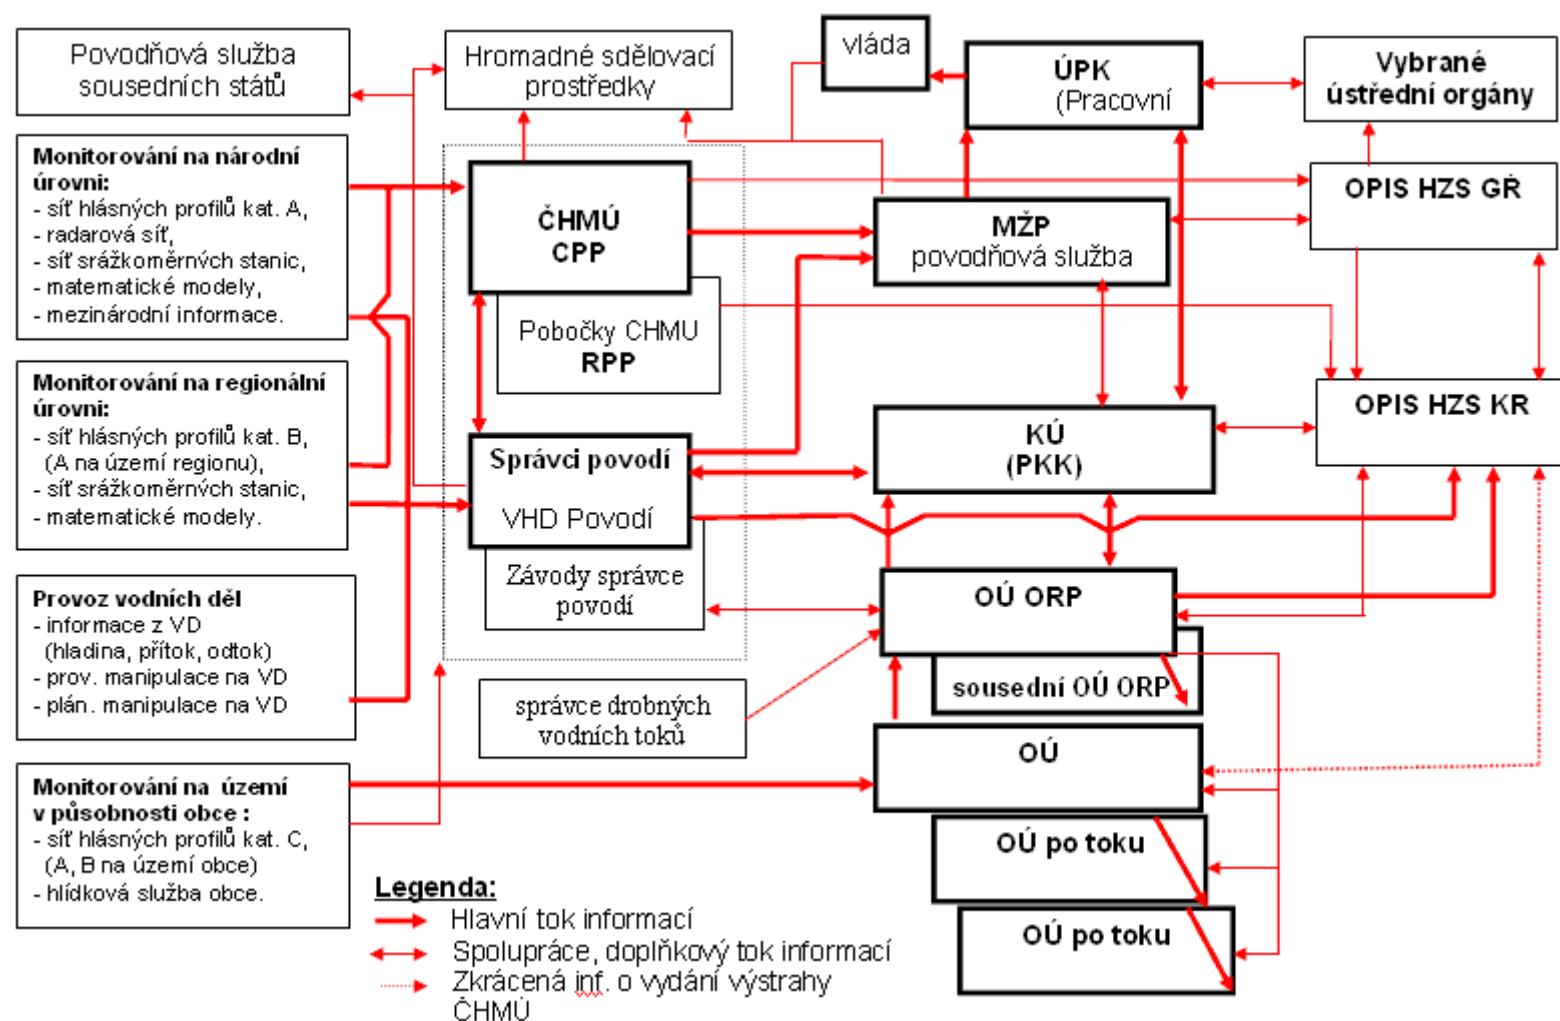 Povodňová služba
sousedních států
Hromadné sdělovací
prostředky
vláda
ÚPK
(Pracovní
Vybrané
ústřední orgány
Monitorování na národní
úrovni:
- síť hlásných profilů kat. A,
- radarová síť,
- síť srážkoměrných stanic,
- matematické modely,
- mezinárodní informace.
ČHMÚ
CPP
MŽP
povodňová služba
OPIS HZS GŘ
Pobočky CHMU
RPP
Monitorování na regionální
úrovni:
- síť hlásných profilů kat. B,
(A na území regionu),
- síť srážkoměrných stanic,
- matematické modely.
Správci povodí
VHD Povodí
KÚ
(PKK)
OPIS HZS KR
Závody správce
povodí
OÚ ORP
sousední OÚ ORP
Provoz vodních děl
- informace z VD
(hladina, přítok, odtok)
- prov. manipulace na VD
- plán. manipulace na VD
správce drobných
vodních toků
OÚ
OÚ po toku
OÚ po toku
Monitorování na území
v působnosti obce :
- síť hlásných profilů kat. C,
(A, B na území obce)
- hlídková služba obce.
Legenda:
Hlavní tok informací
Spolupráce, doplňkový tok informací
Zkrácená inf. o vydání výstrahy
ČHMÚ